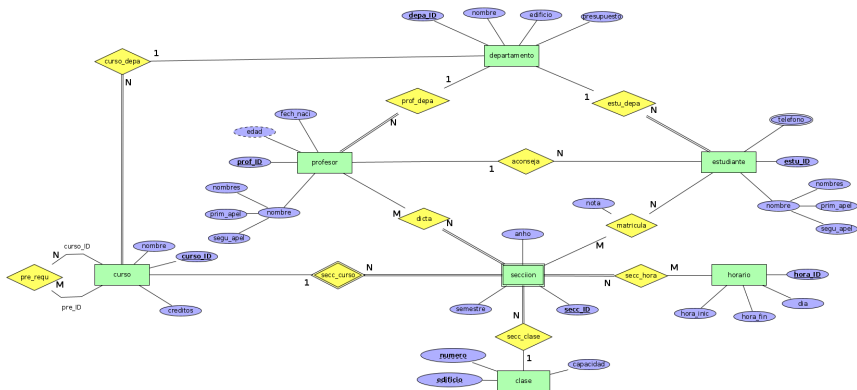 depa_ID
nombre
edificio
presupuesto
departamento
curso_depa
1
N
1
prof_depa
N
1
estu_depa
N
fech_naci
edad
prof_ID
profesor
nombres
prim_apel
segu_apel
nombre
1
aconseja
N
telefono
estudiante
estu_ID
nombre
nombres
prim_apel
segu_apel
M
dicta
N
nota
matricula
N
M
anho
curso_ID
N
pre_requ
M
pre_ID
nombre
curso_ID
curso
creditos
1
secc_curso
N
secciion
semestre
secc_ID
N
secc_hora
M
horario
hora_ID
hora_inic
hora_fin
dia
N
secc_clase
1
numero
edificio
clase
capacidad